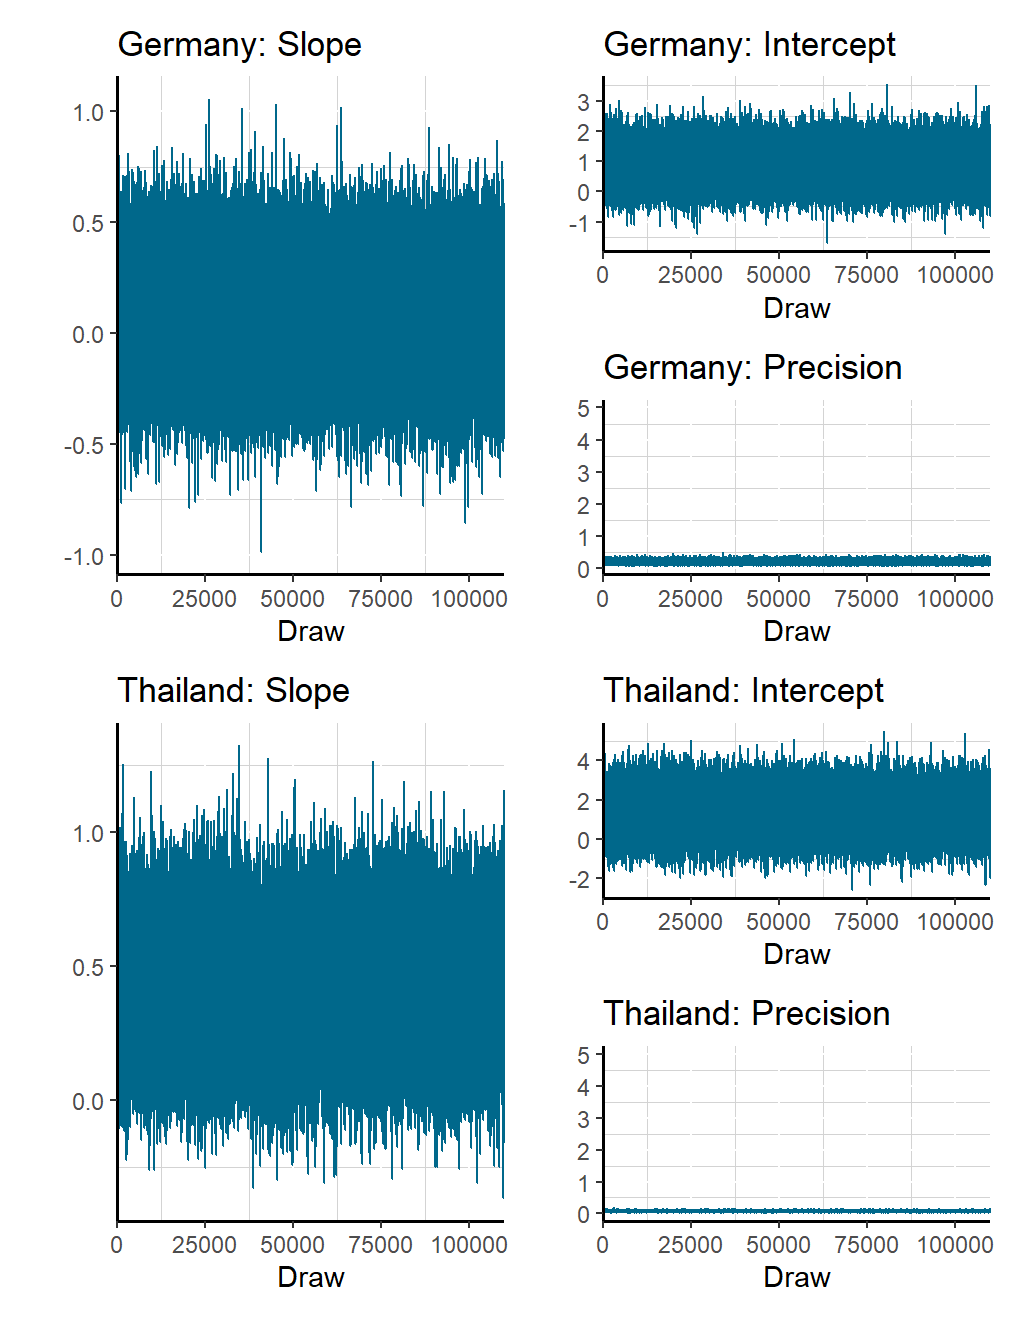 Germany: Slope
1.0
0.5
0.0
-0.5
-1.0
0 25000 50000 75000 100000
Draw
Germany: Intercept
3
2
1
0
-1
0 25000 50000 75000 100000
Draw
Germany: Precision
5
4
3
2
1
0
0 25000 50000 75000 100000
Draw
Thailand: Slope
1.0
0.5
0.0
0 25000 50000 75000 100000
Draw
Thailand: Intercept
4
2
0
-2
0 25000 50000 75000 100000
Draw
Thailand: Precision
5
4
3
2
1
0
0 25000 50000 75000 100000
Draw